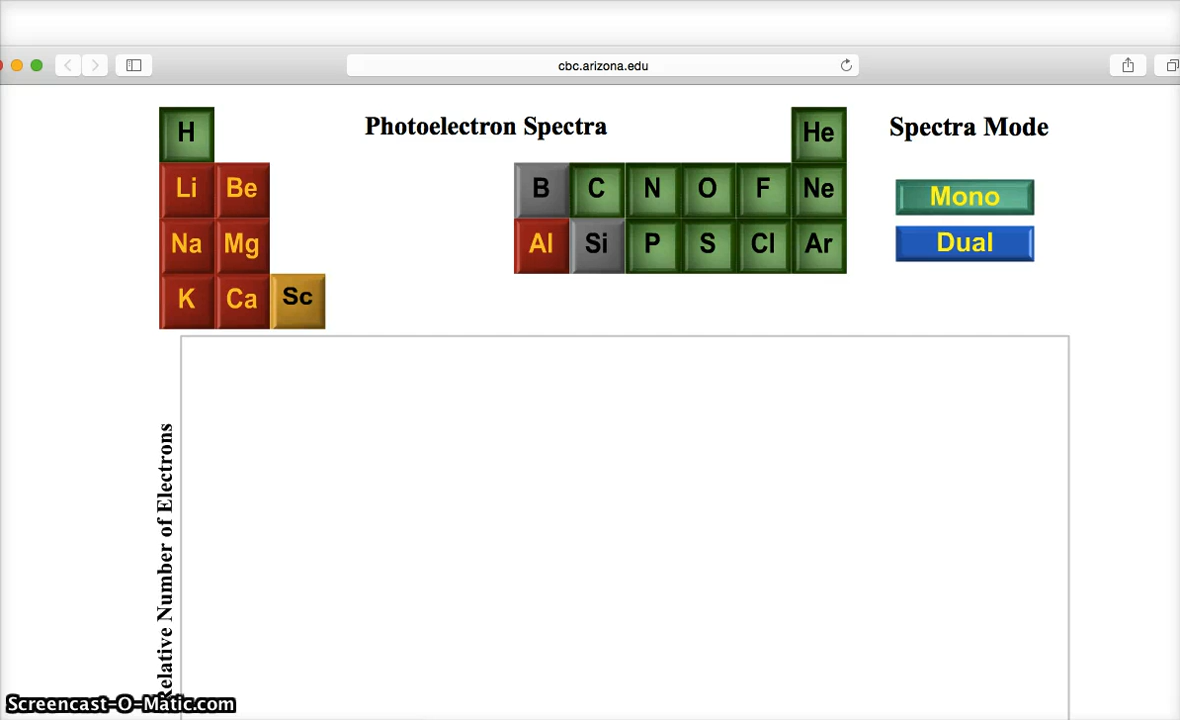 cbc.arizona.edu
H Photoelectron Spectra He Spectra Mode
Li Be B C N O F Ne Mono
Na Mg Al Si P S Cl Ar Dual
K Ca Sc
Relative Number of Electrons
Screencast-O-Matic.com